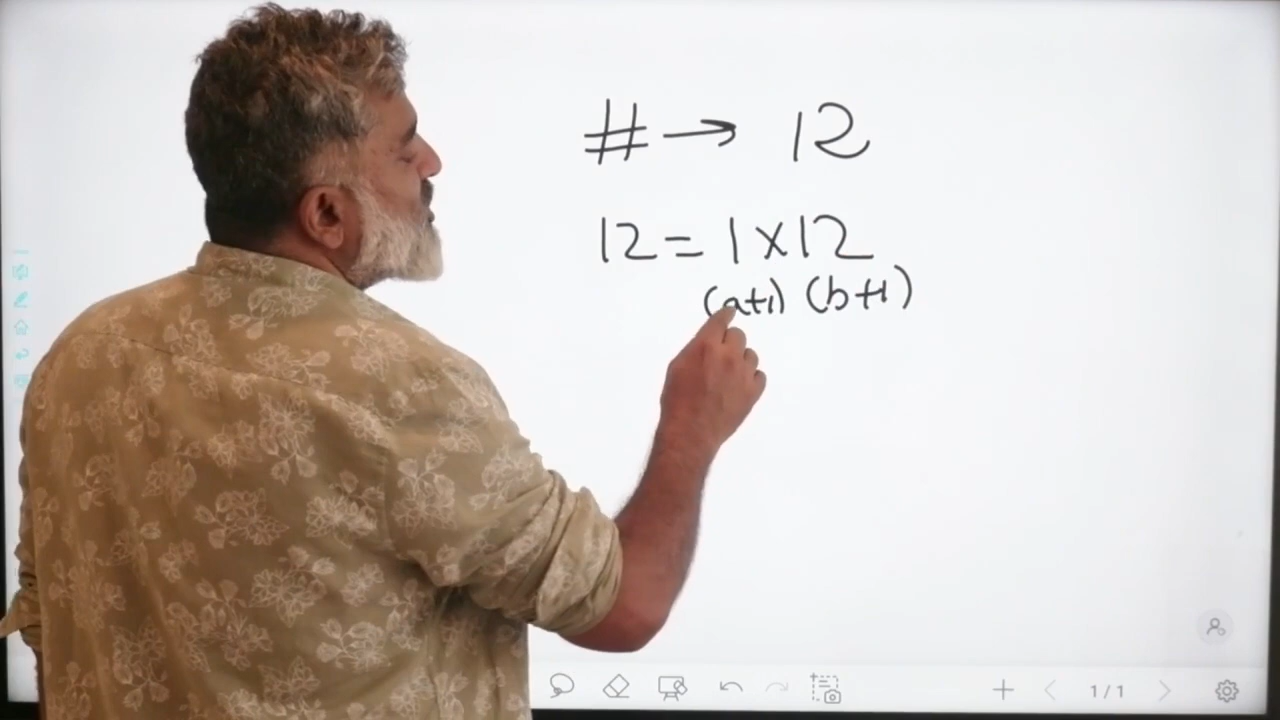 # → 12
12 = 1 × 12
(a+1) (b+1)
1/1